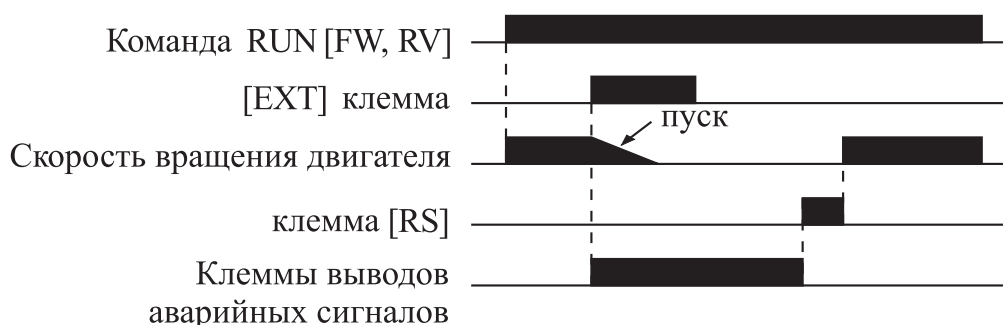 Команда RUN [FW, RV]
[EXT] клемма
пуск
Скорость вращения двигателя
клемма [RS]
Клеммы выводов
аварийных сигналов